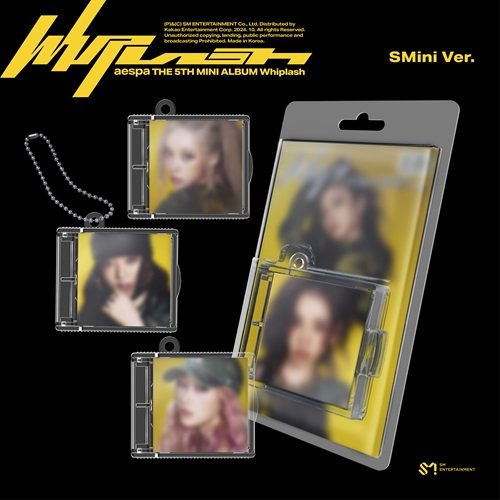 Whiplash
(P)&(C) SM ENTERTAINMENT Co., Ltd. Distributed by
Kakao Entertainment Corp. 2024. 10. All rights Reserved.
Unauthorized copying, lending, public performance and
broadcasting Prohibited. Made in Korea.
aespa THE 5TH MINI ALBUM Whiplash
SMini Ver.
SM
ENTERTAINMENT